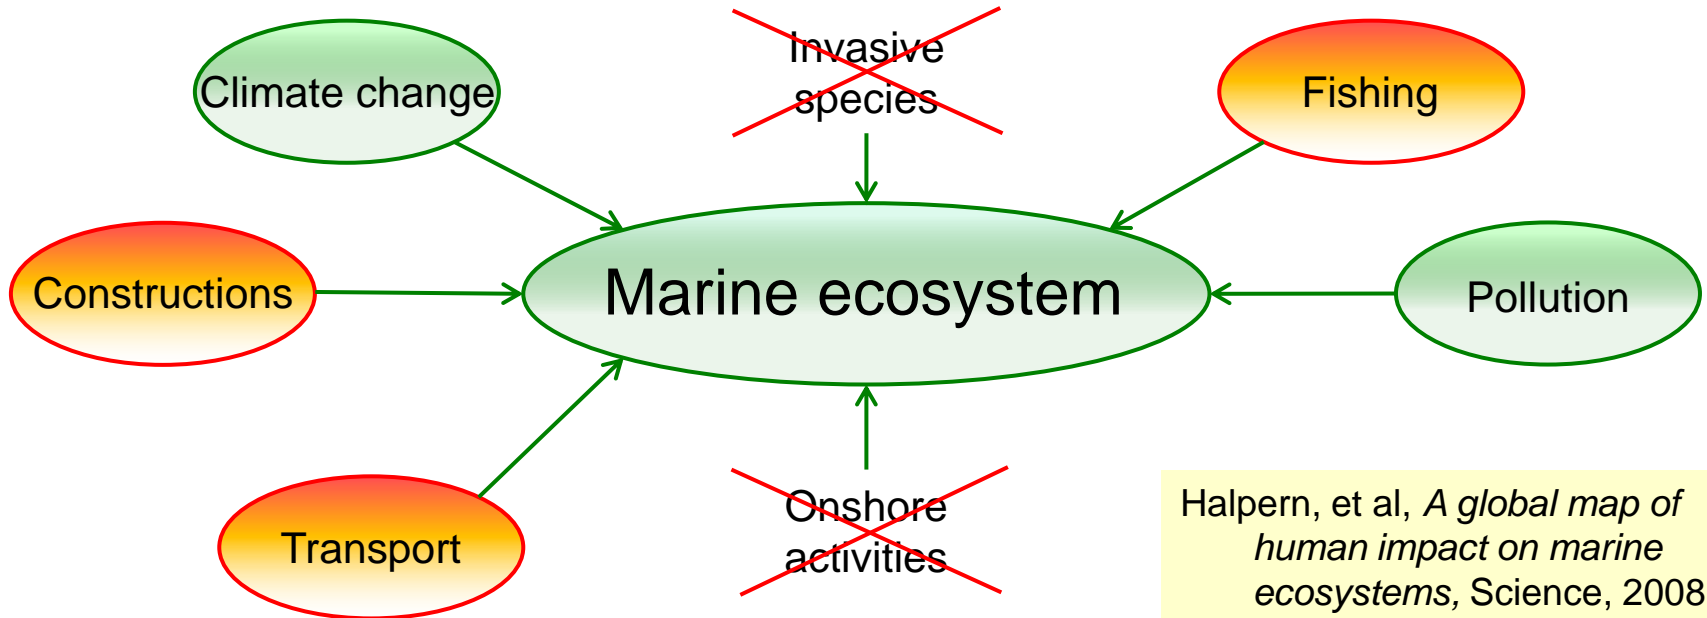 Climate change
Invasive
species
Fishing
Constructions
Marine ecosystem
Pollution
Transport
Onshore
activities
Halpern, et al, A global map of
human impact on marine
ecosystems, Science, 2008